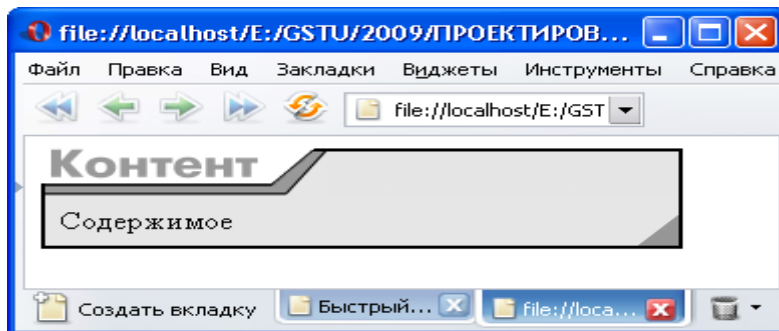 file://localhost/E:/GSTU/2009/ПРОЕКТИРОВ...
Файл Правка Вид Закладки Виджеты Инструменты Справка
file://localhost/E:/GST
Контент
Содержимое
Создать вкладку Быстрый... file://loca...